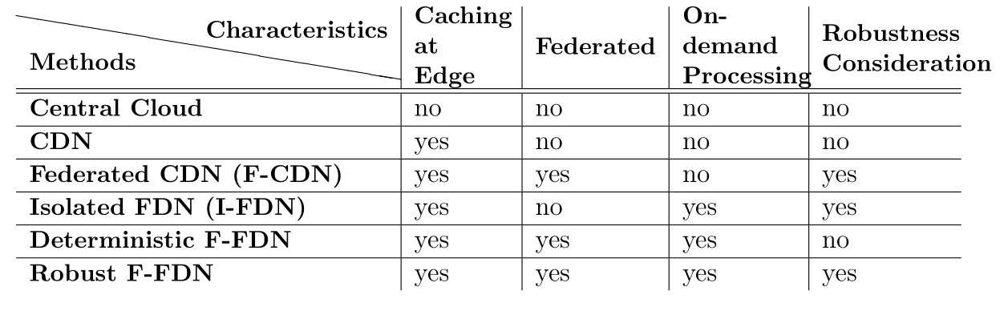 Characteristics
Methods
Caching
at
Edge
Federated
On-
demand
Processing
Robustness
Consideration
Central Cloud no no no no
CDN yes no no no
Federated CDN (F-CDN) yes yes no yes
Isolated FDN (I-FDN) yes no yes yes
Deterministic F-FDN yes yes yes no
Robust F-FDN yes yes yes yes